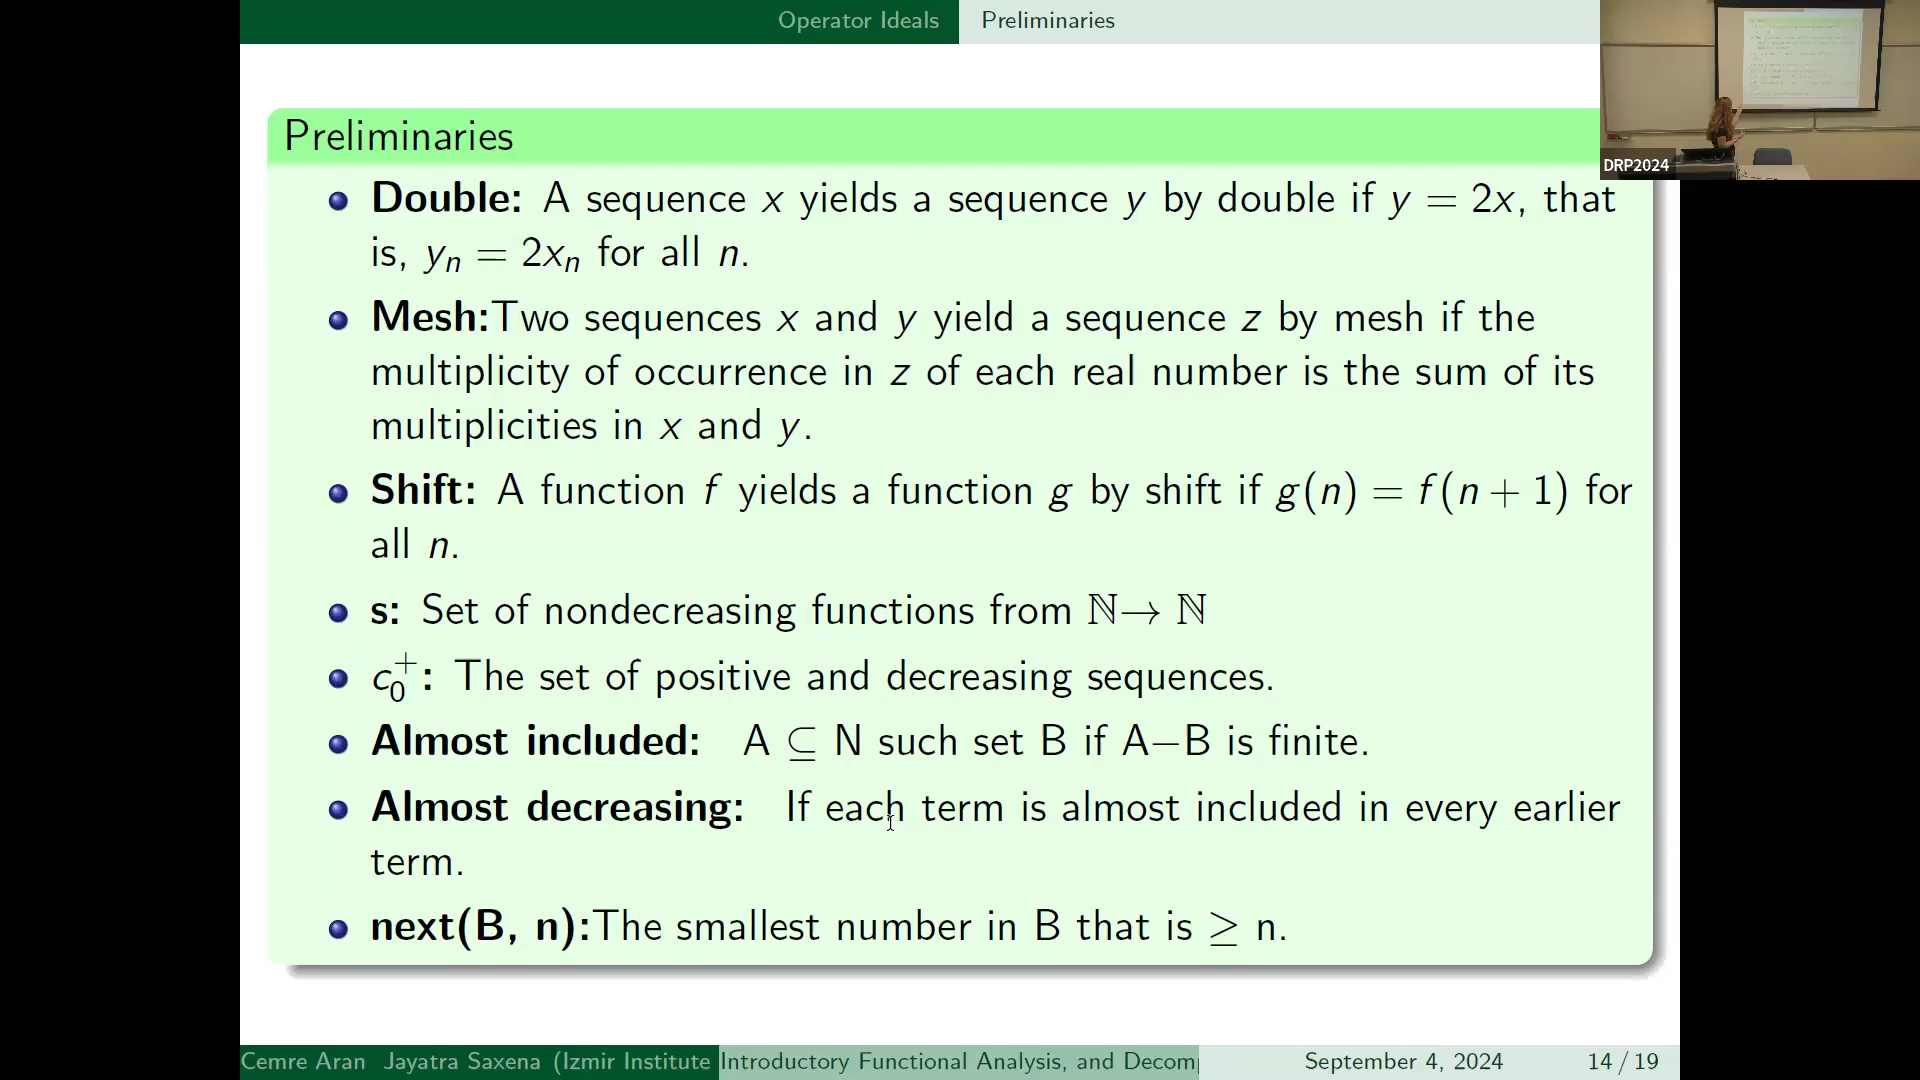 Operator Ideals Preliminaries
DRP2024
Preliminaries
Double: A sequence x yields a sequence y by double if y = 2x, that
is, yₙ = 2xₙ for all n.
Mesh:Two sequences x and y yield a sequence z by mesh if the
multiplicity of occurrence in z of each real number is the sum of its
multiplicities in x and y.
Shift: A function f yields a function g by shift if g(n) = f(n + 1) for
all n.
s: Set of nondecreasing functions from ℕ→ ℕ
c₀⁺: The set of positive and decreasing sequences.
Almost included: A ⊆ N such set B if A−B is finite.
Almost decreasing: If each term is almost included in every earlier
term.
next(B, n):The smallest number in B that is ≥ n.
Cemre Aran Jayatra Saxena (Izmir Institute Introductory Functional Analysis, and Decom September 4, 2024 14 / 19